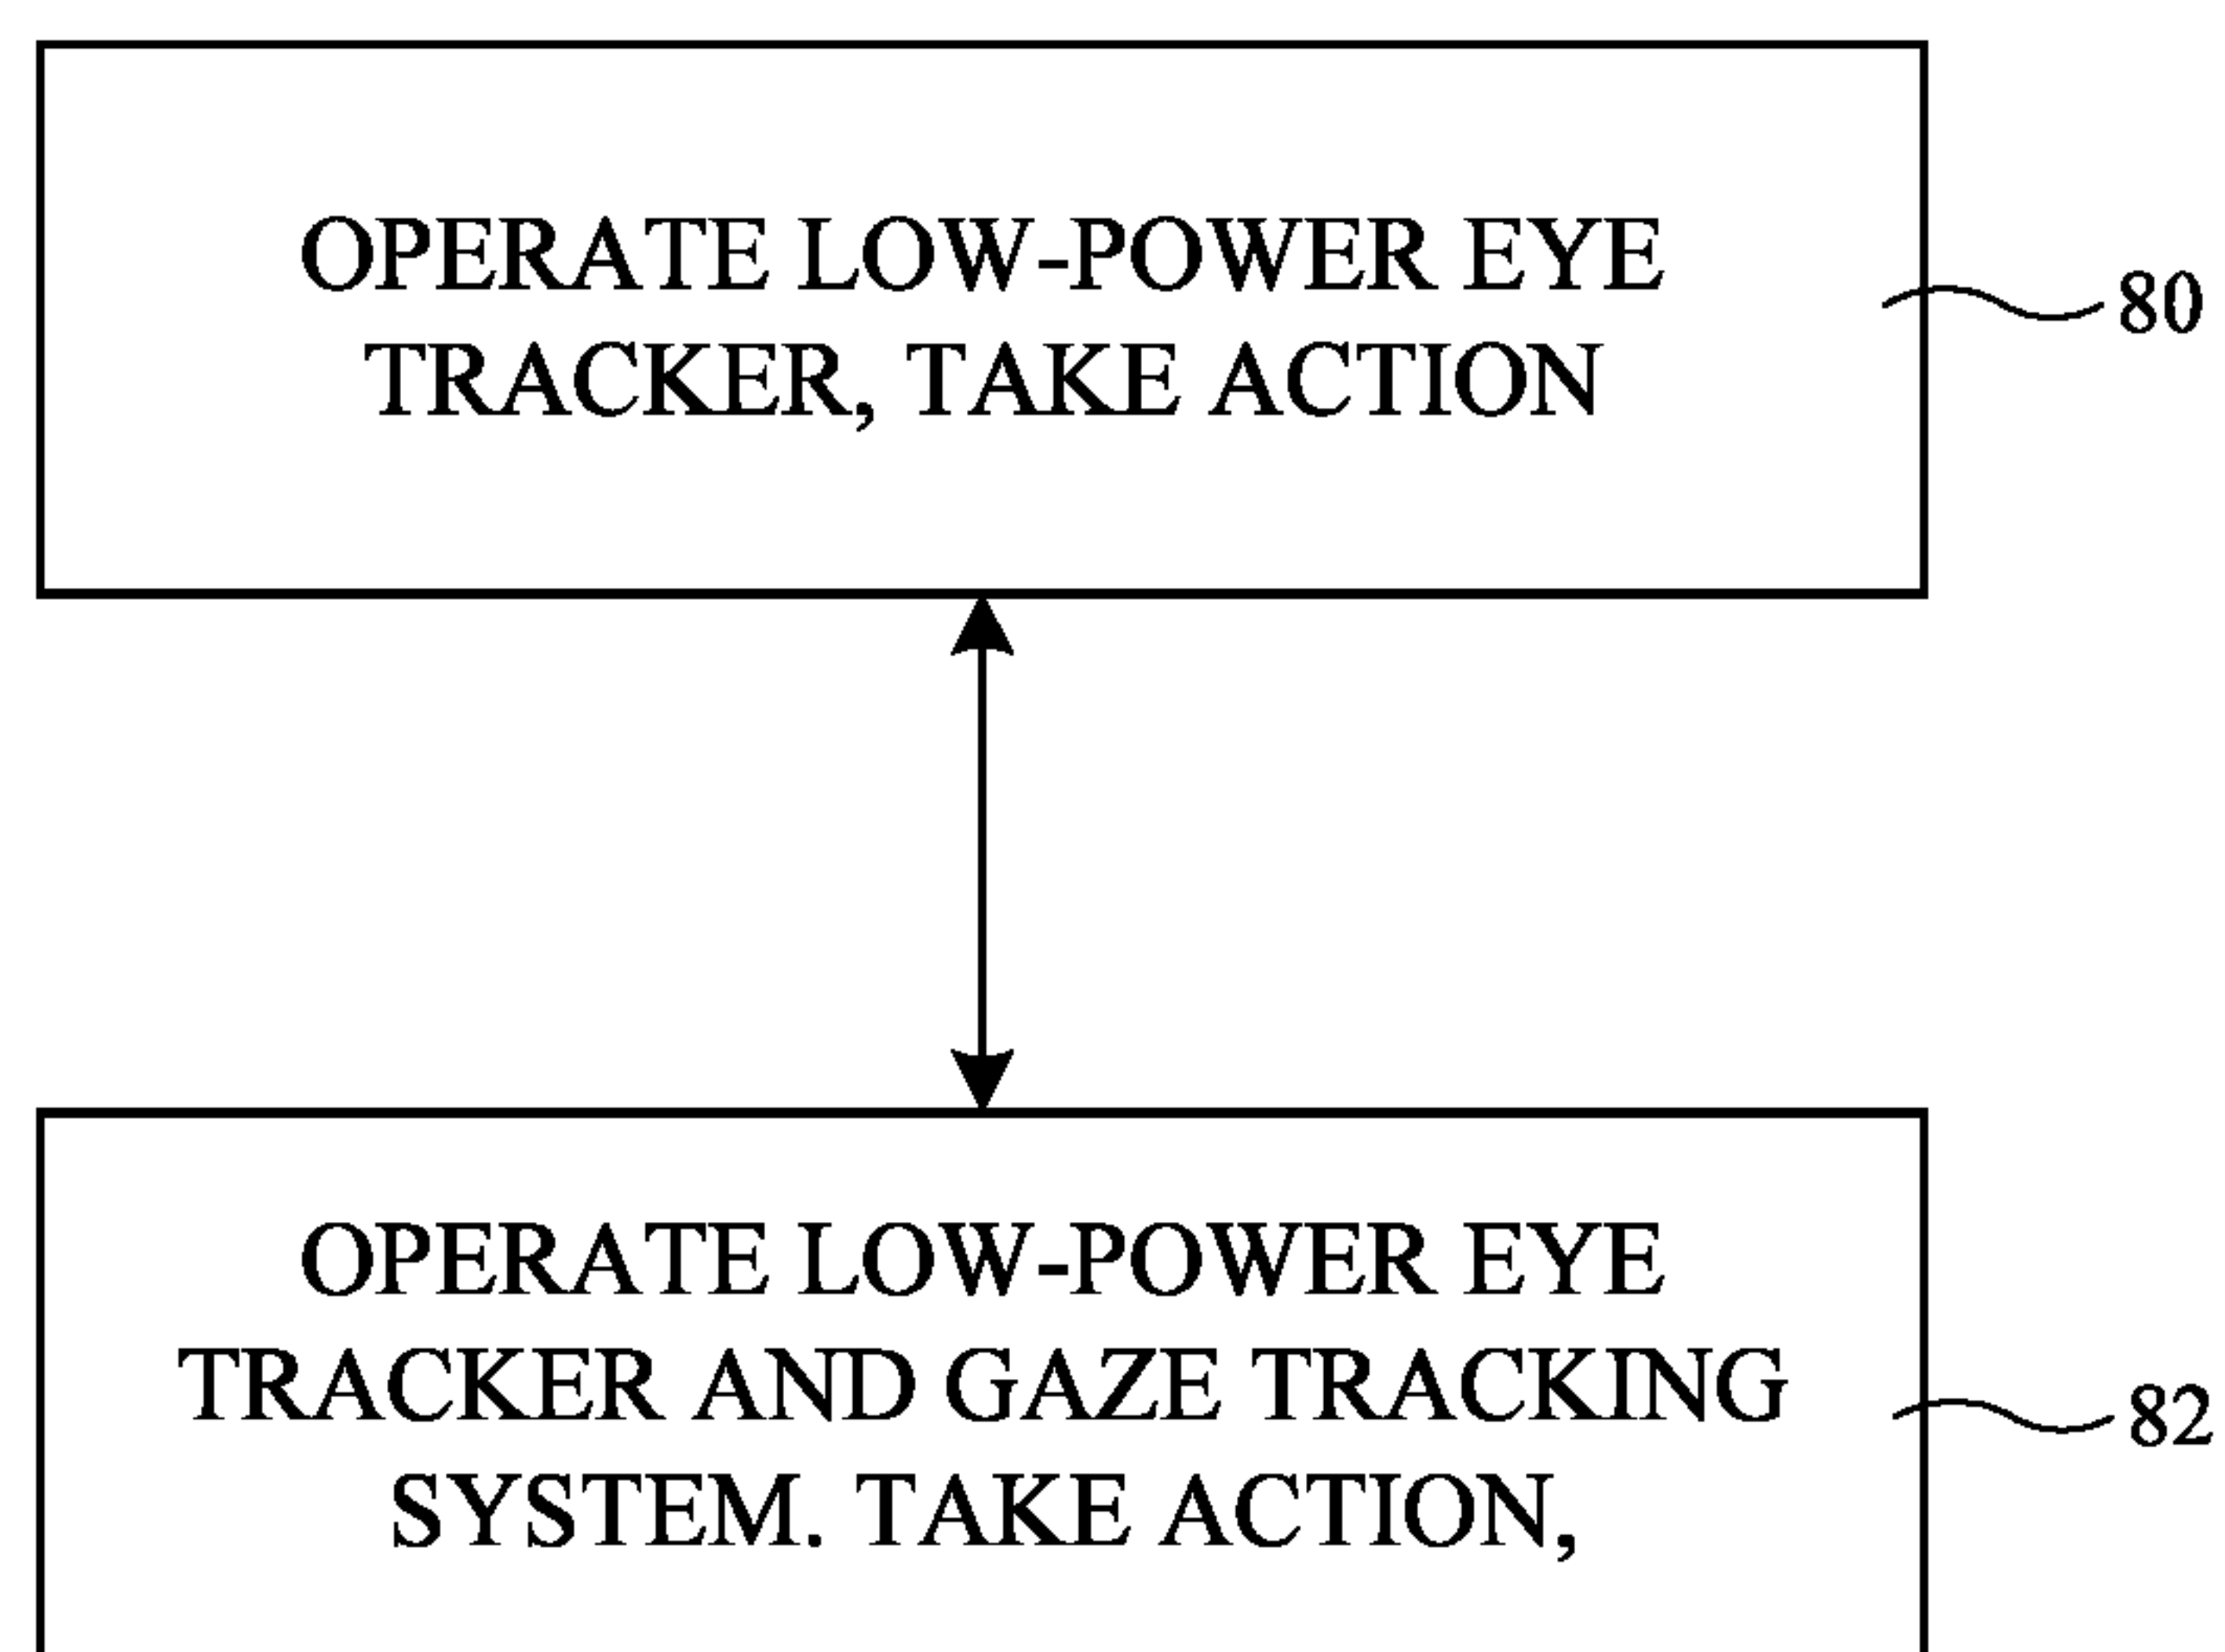 OPERATE LOW-POWER EYE
TRACKER, TAKE ACTION
80
OPERATE LOW-POWER EYE
TRACKER AND GAZE TRACKING
SYSTEM. TAKE ACTION,
82